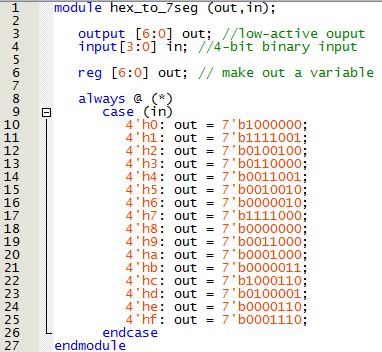 1 module hex_to_7seg (out,in);
2
3 output [6:0] out; //low-active ouput
4 input[3:0] in; //4-bit binary input
5
6 reg [6:0] out; // make out a variable
7
8 always @ (*)
9 case (in)
10 4'h0: out = 7'b1000000;
11 4'h1: out = 7'b1111001;
12 4'h2: out = 7'b0100100;
13 4'h3: out = 7'b0110000;
14 4'h4: out = 7'b0011001;
15 4'h5: out = 7'b0010010;
16 4'h6: out = 7'b0000010;
17 4'h7: out = 7'b1111000;
18 4'h8: out = 7'b0000000;
19 4'h9: out = 7'b0011000;
20 4'ha: out = 7'b0001000;
21 4'hb: out = 7'b0000011;
22 4'hc: out = 7'b1000110;
23 4'hd: out = 7'b0100001;
24 4'he: out = 7'b0000110;
25 4'hf: out = 7'b0001110;
26 endcase
27 endmodule